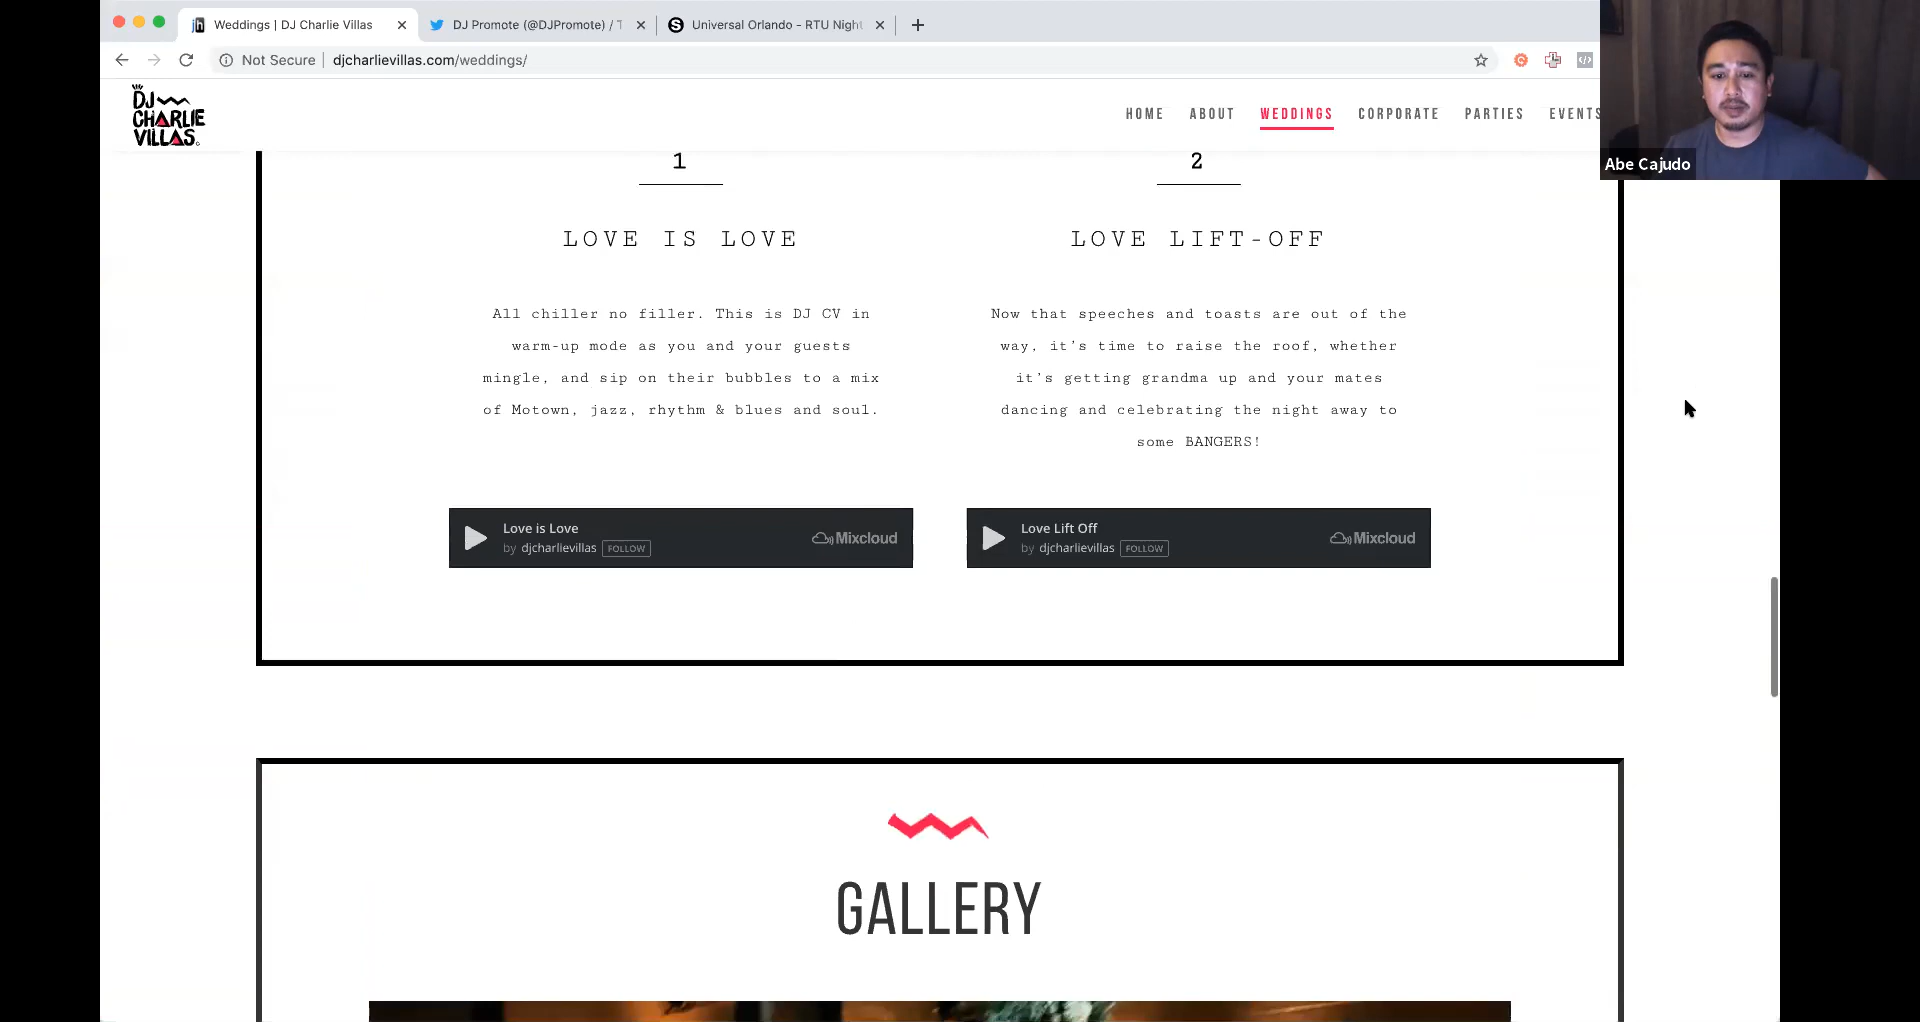 Weddings | DJ Charlie Villas
DJ Promote (@DJPromote) / T
Universal Orlando - RTU Night
Not Secure | djcharlievillas.com/weddings/
DJ
CHARLIE
VILLAS
HOME ABOUT WEDDINGS CORPORATE PARTIES EVENTS
Abe Cajudo
1
LOVE IS LOVE
All chiller no filler. This is DJ CV in
warm-up mode as you and your guests
mingle, and sip on their bubbles to a mix
of Motown, jazz, rhythm & blues and soul.
Love is Love
by djcharlievillas FOLLOW
Mixcloud
2
LOVE LIFT-OFF
Now that speeches and toasts are out of the
way, it's time to raise the roof, whether
it's getting grandma up and your mates
dancing and celebrating the night away to
some BANGERS!
Love Lift Off
by djcharlievillas FOLLOW
Mixcloud
GALLERY